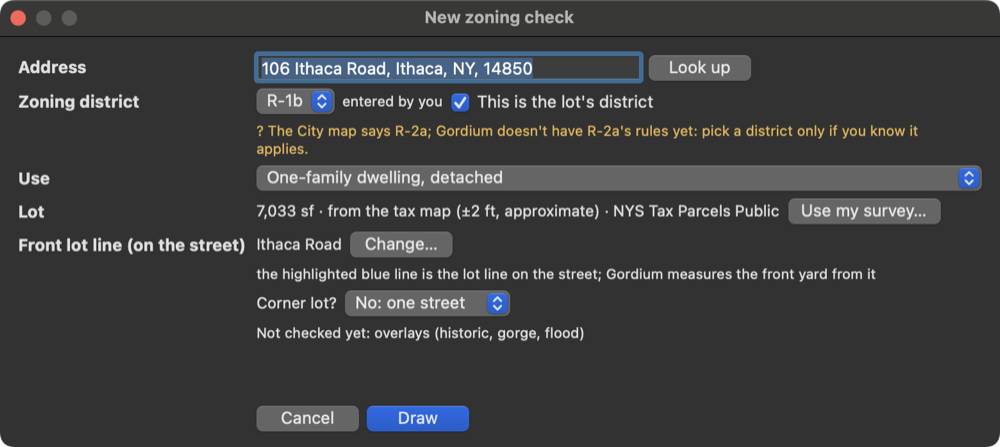 New zoning check
Address
106 Ithaca Road, Ithaca, NY, 14850
Look up
Zoning district
R-1b
entered by you
This is the lot's district
? The City map says R-2a; Gordium doesn't have R-2a's rules yet: pick a district only if you know it
applies.
Use
One-family dwelling, detached
Lot
7,033 sf · from the tax map (±2 ft, approximate) · NYS Tax Parcels Public
Use my survey...
Front lot line (on the street)
Ithaca Road
Change...
the highlighted blue line is the lot line on the street; Gordium measures the front yard from it
Corner lot?
No: one street
Not checked yet: overlays (historic, gorge, flood)
Cancel
Draw